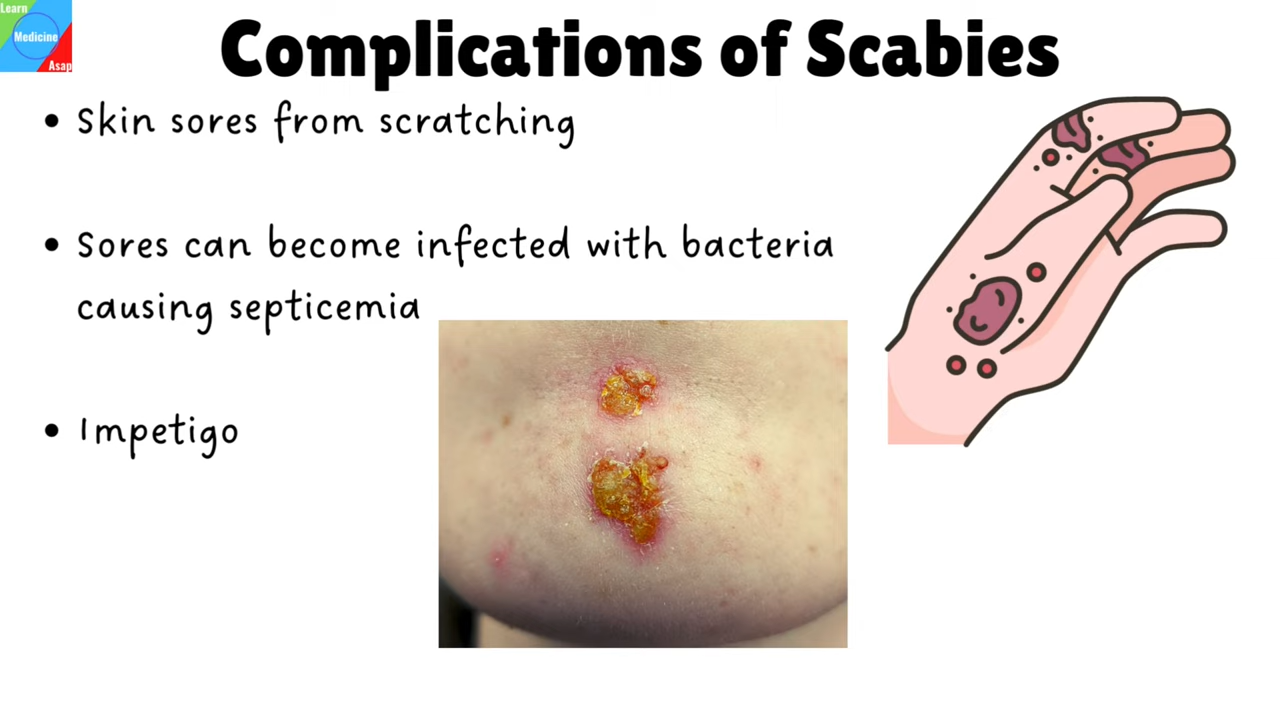 Learn
Medicine
Asap
Complications of Scabies
• Skin sores from scratching
• Sores can become infected with bacteria
causing septicemia
• Impetigo